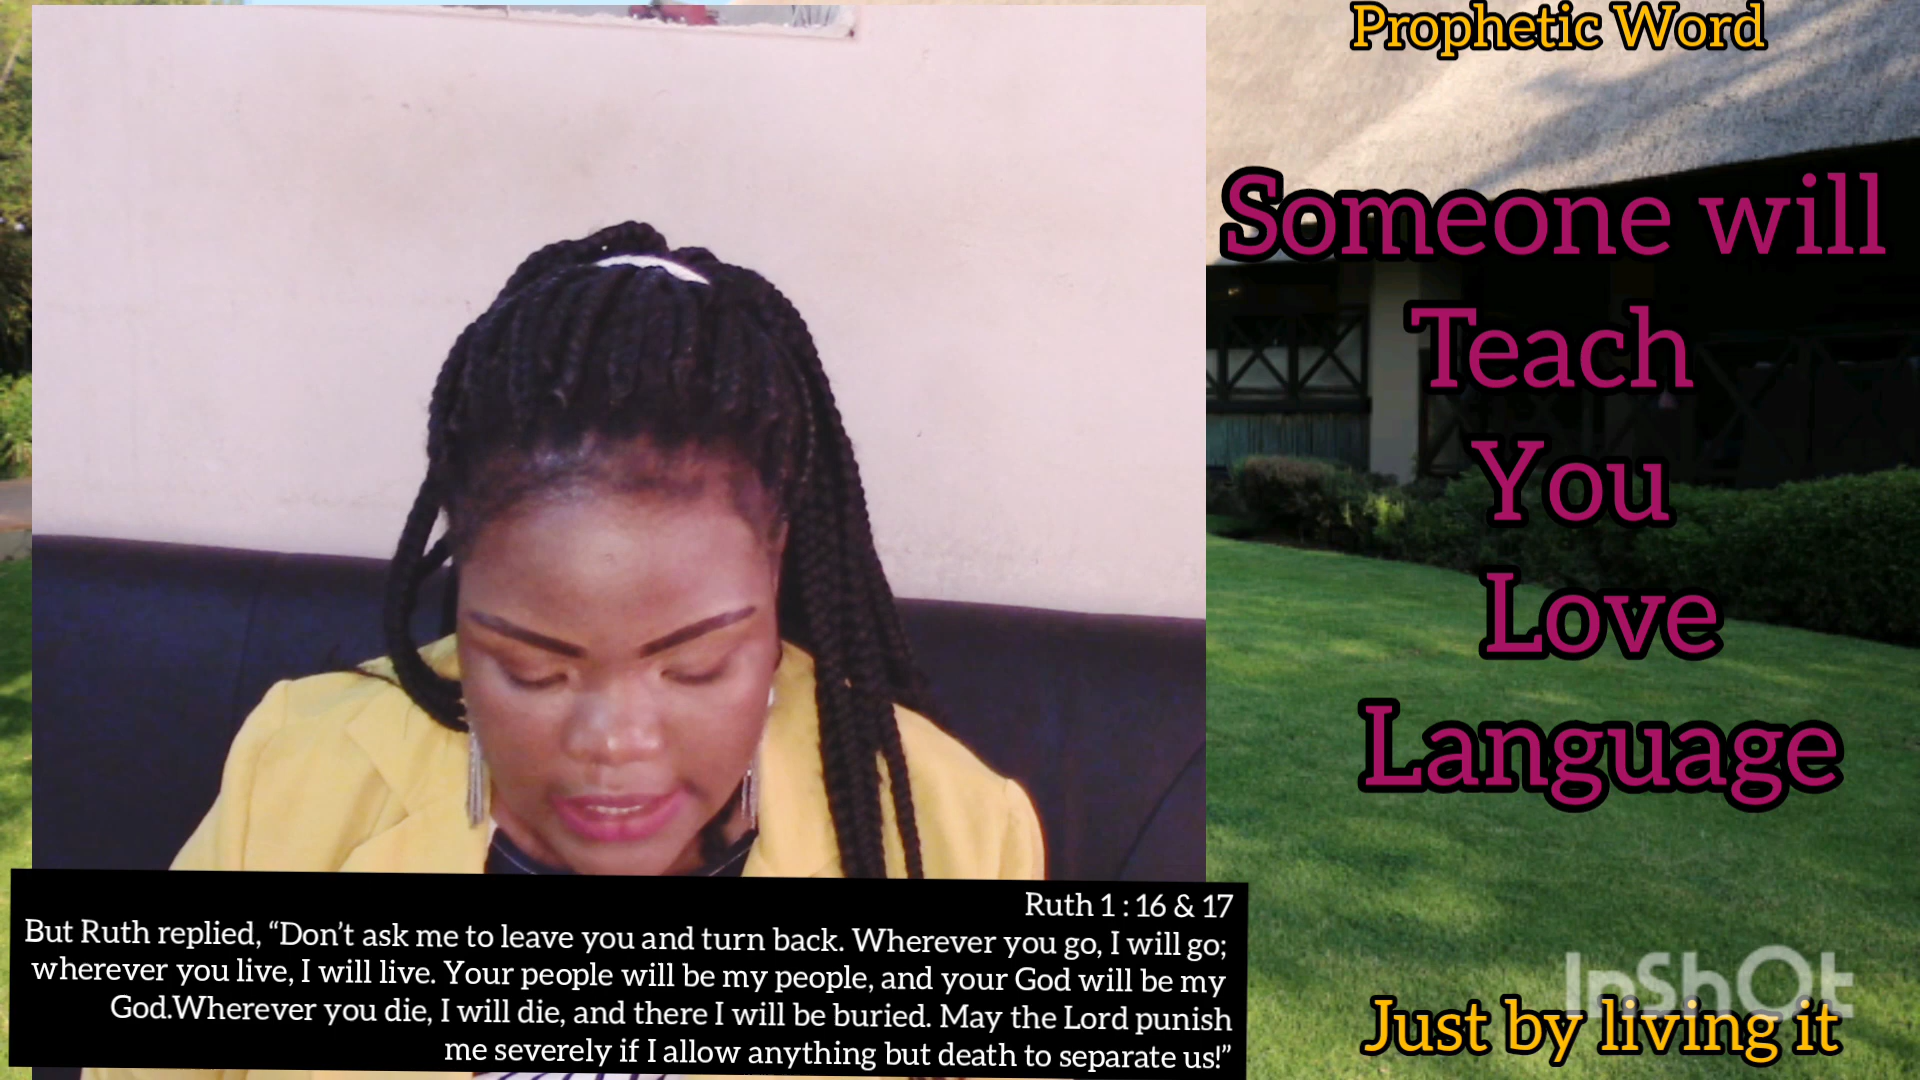 Prophetic Word
Someone will
Teach
You
Love
Language
Ruth 1 : 16 & 17
But Ruth replied, “Don’t ask me to leave you and turn back. Wherever you go, I will go;
wherever you live, I will live. Your people will be my people, and your God will be my
God.Wherever you die, I will die, and there I will be buried. May the Lord punish
me severely if I allow anything but death to separate us!”
InShOt
Just by living it